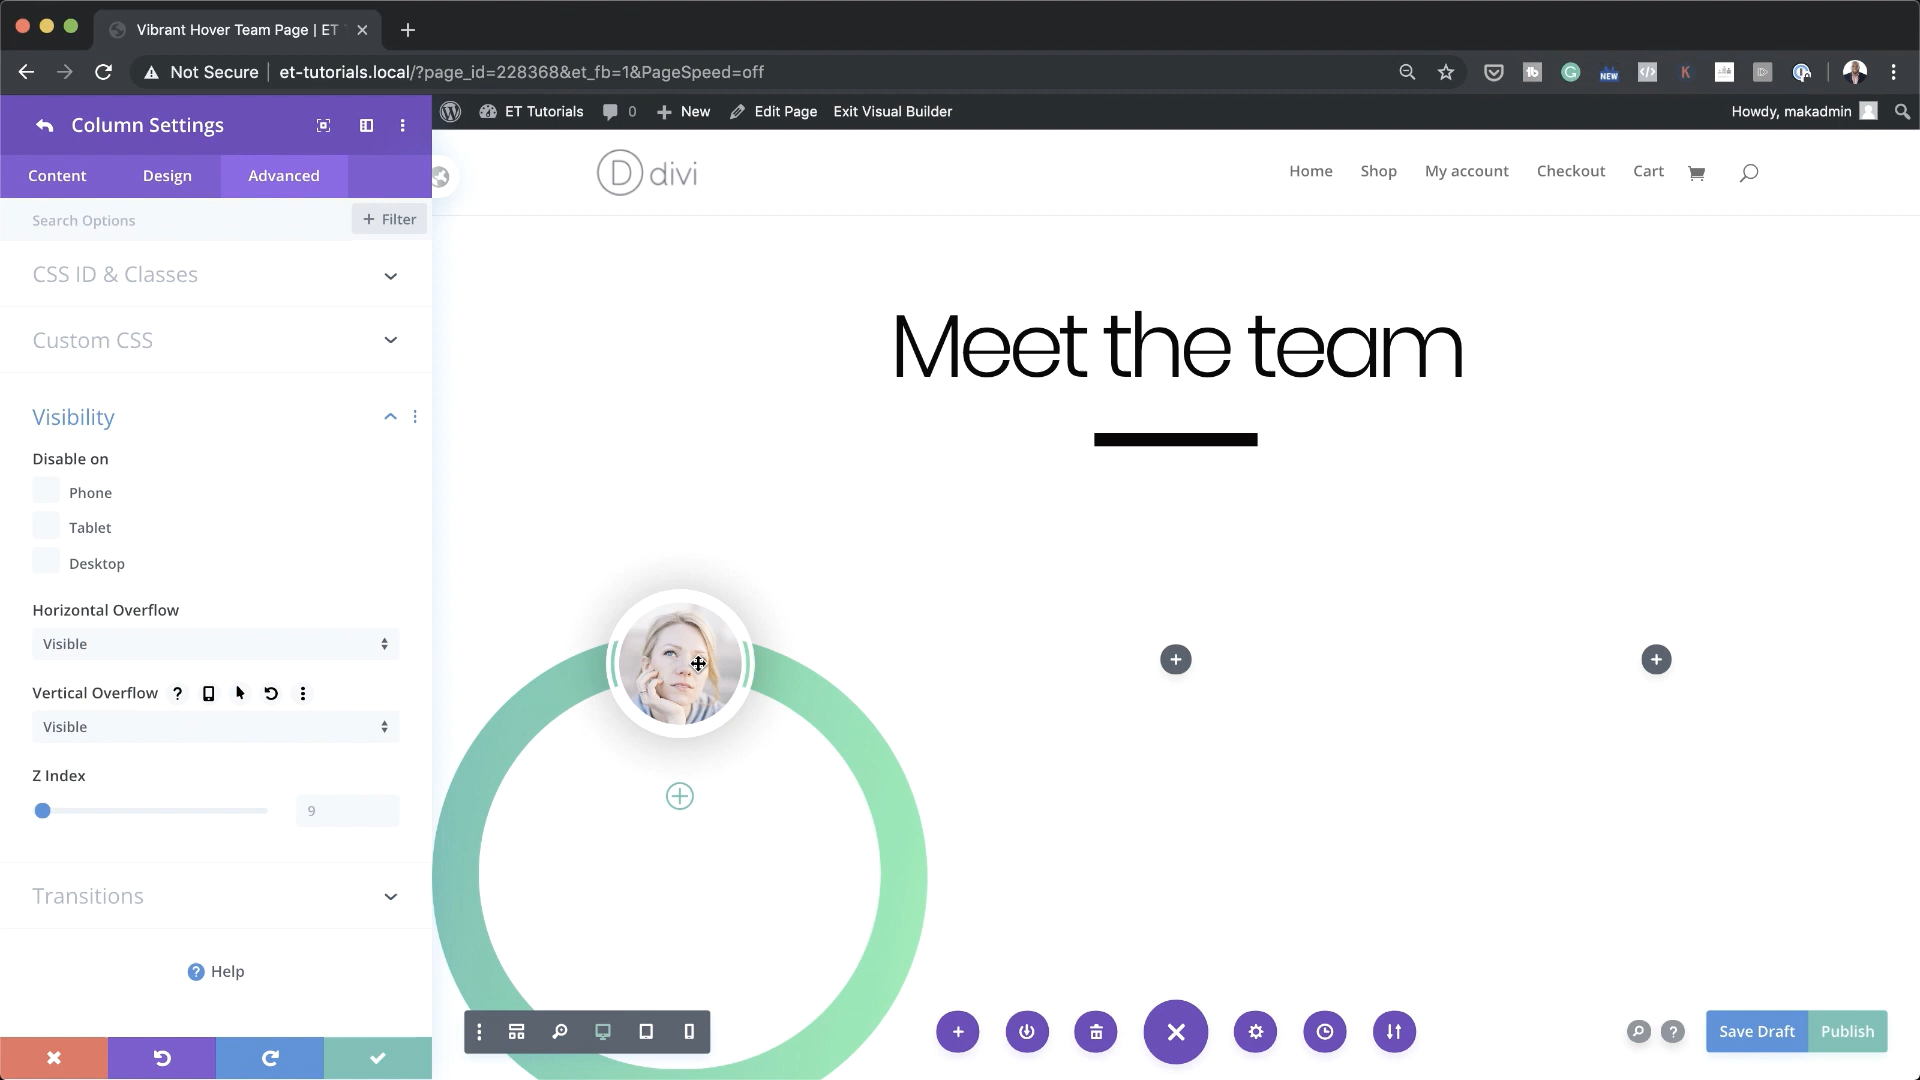 Vibrant Hover Team Page | ET
Not Secure | et-tutorials.local/?page_id=228368&et_fb=1&PageSpeed=off
NEW
K
Column Settings
ET Tutorials 0 New Edit Page Exit Visual Builder
Howdy, makadmin
Content Design Advanced
D divi
Home Shop My account Checkout Cart
Search Options
+ Filter
CSS ID & Classes
Custom CSS
Meet the team
Visibility
Disable on
Phone
Tablet
Desktop
Horizontal Overflow
Visible
Vertical Overflow ?
Visible
Z Index
9
Transitions
? Help
?
Save Draft
Publish